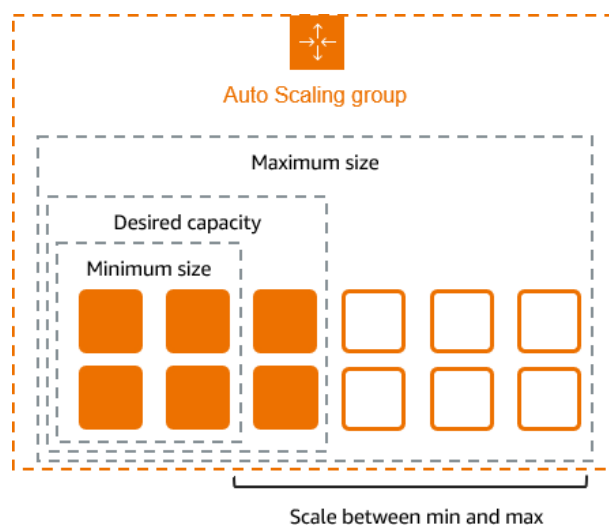 Auto Scaling group
Maximum size
Desired capacity
Minimum size
Scale between min and max